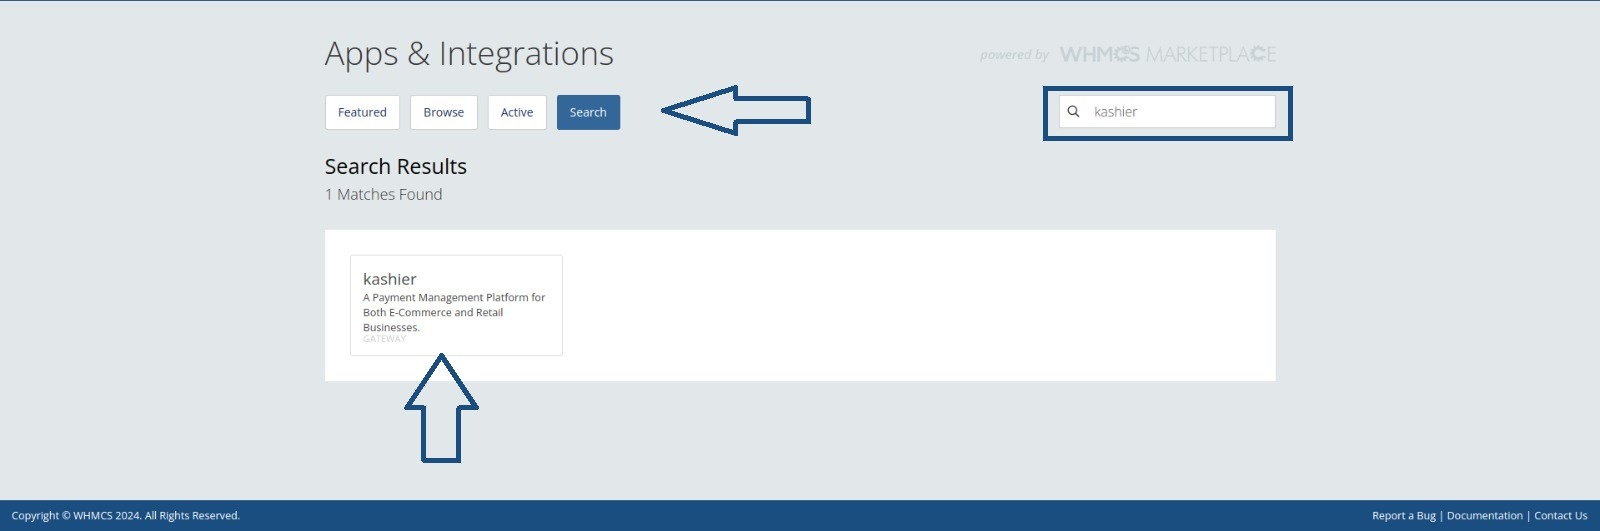 Apps & Integrations
powered by WHMCS MARKETPLACE
Featured Browse Active Search
kashier
Search Results
1 Matches Found
kashier
A Payment Management Platform for
Both E-Commerce and Retail
Businesses.
GATEWAY
Copyright © WHMCS 2024. All Rights Reserved.
Report a Bug | Documentation | Contact Us